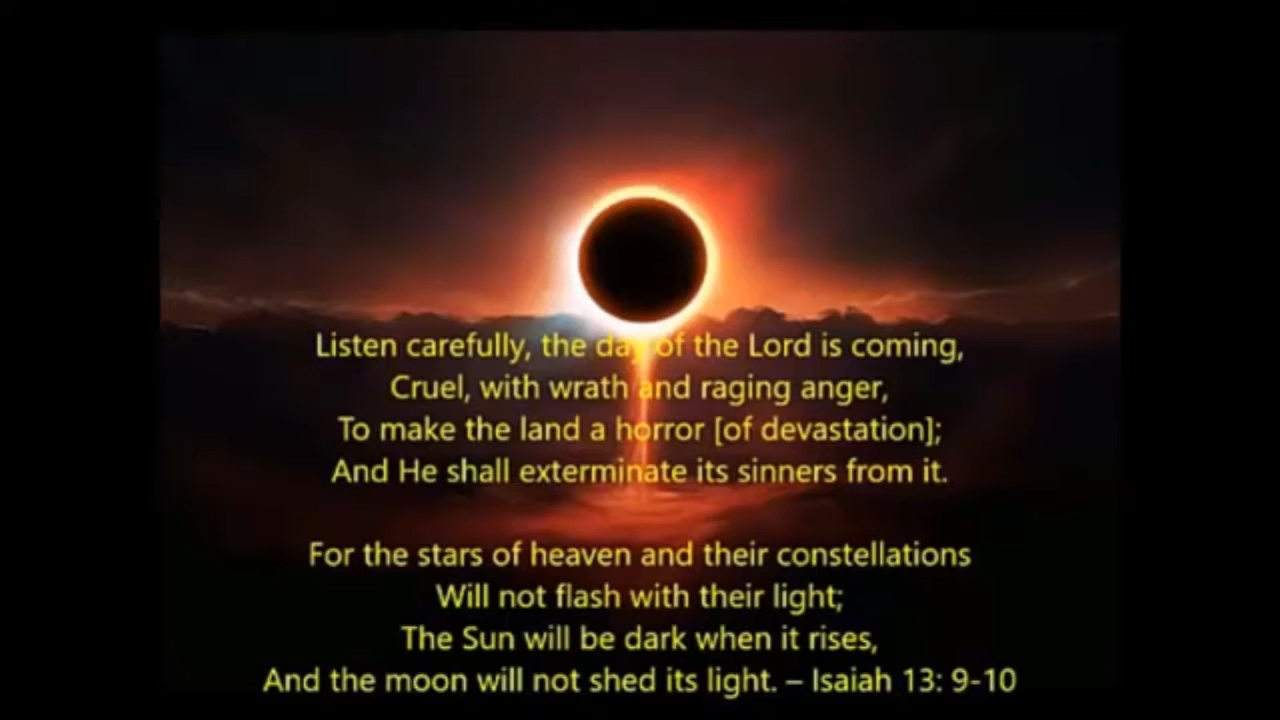 Listen carefully, the day of the Lord is coming,
Cruel, with wrath and raging anger,
To make the land a horror [of devastation];
And He shall exterminate its sinners from it.
For the stars of heaven and their constellations
Will not flash with their light;
The Sun will be dark when it rises,
And the moon will not shed its light. – Isaiah 13: 9-10